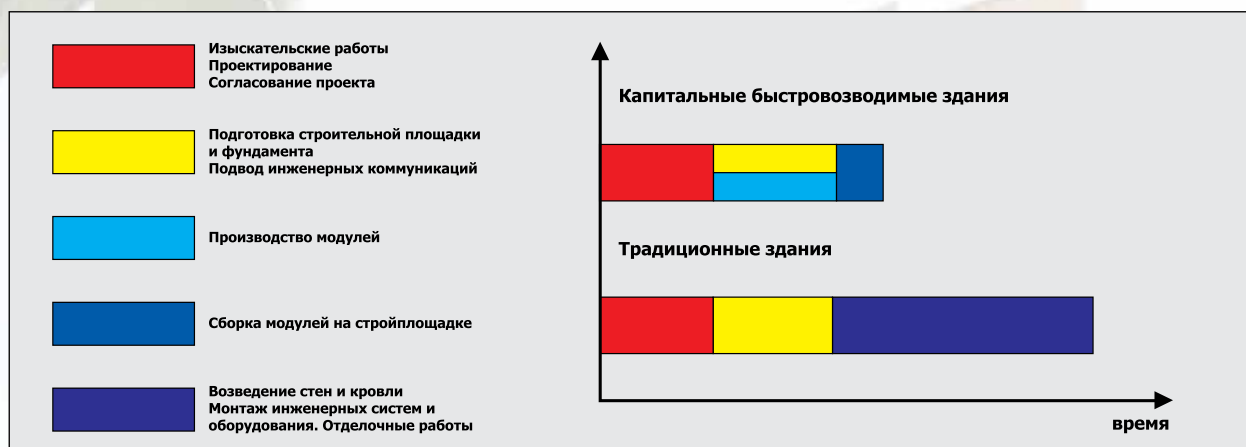 Изыскательские работы
Проектирование
Согласование проекта
Подготовка строительной площадки
и фундамента
Подвод инженерных коммуникаций
Производство модулей
Сборка модулей на стройплощадке
Возведение стен и кровли
Монтаж инженерных систем и
оборудования. Отделочные работы
Капитальные быстровозводимые здания
Традиционные здания
время